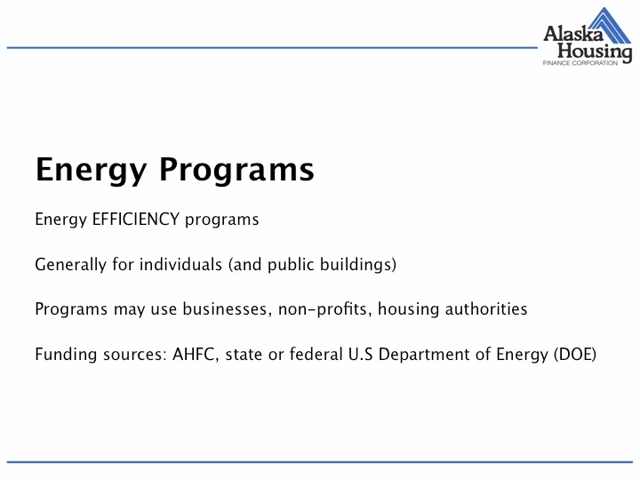 Alaska
Housing
FINANCE CORPORATION
Energy Programs
Energy EFFICIENCY programs
Generally for individuals (and public buildings)
Programs may use businesses, non-profits, housing authorities
Funding sources: AHFC, state or federal U.S Department of Energy (DOE)